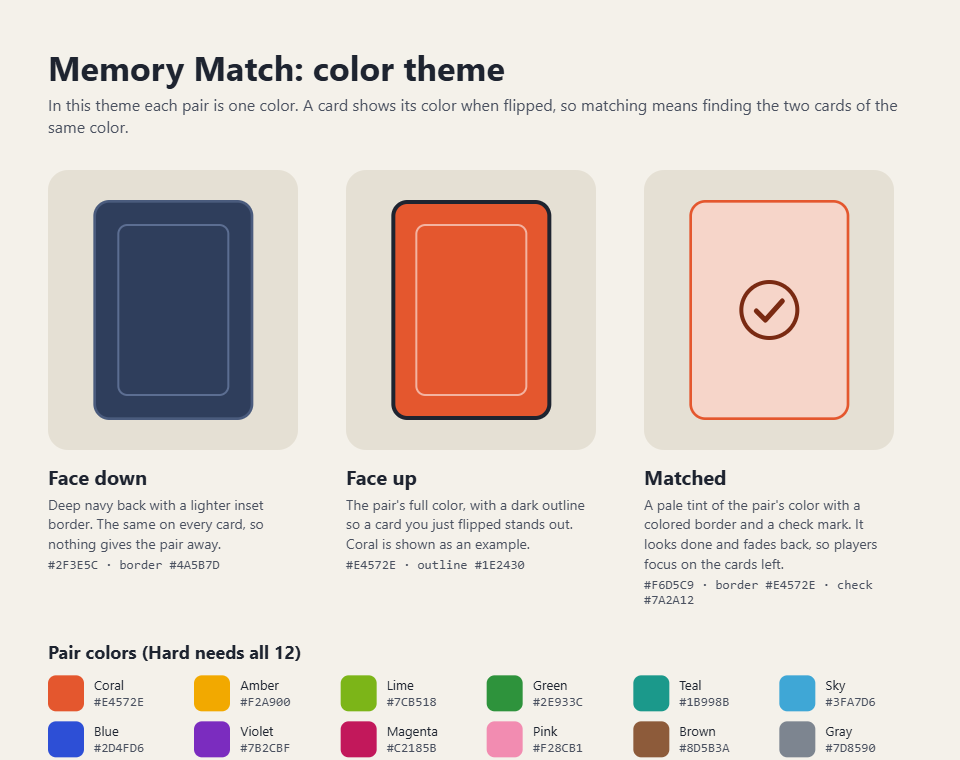 Memory Match: color theme
In this theme each pair is one color. A card shows its color when flipped, so matching means finding the two cards of the
same color.
Face down
Deep navy back with a lighter inset
border. The same on every card, so
nothing gives the pair away.
#2F3E5C · border #4A5B7D
Face up
The pair's full color, with a dark outline
so a card you just flipped stands out.
Coral is shown as an example.
#E4572E · outline #1E2430
Matched
A pale tint of the pair's color with a
colored border and a check mark. It
looks done and fades back, so players
focus on the cards left.
#F6D5C9 · border #E4572E · check
#7A2A12
Pair colors (Hard needs all 12)
Coral
#E4572E
Amber
#F2A900
Lime
#7CB518
Green
#2E933C
Teal
#1B998B
Sky
#3FA7D6
Blue
#2D4FD6
Violet
#7B2CBF
Magenta
#C2185B
Pink
#F28CB1
Brown
#8D5B3A
Gray
#7D8590